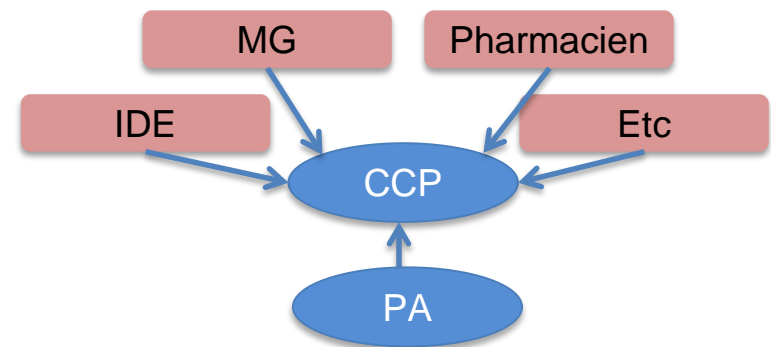 MG
Pharmacien
IDE
Etc
CCP
PA